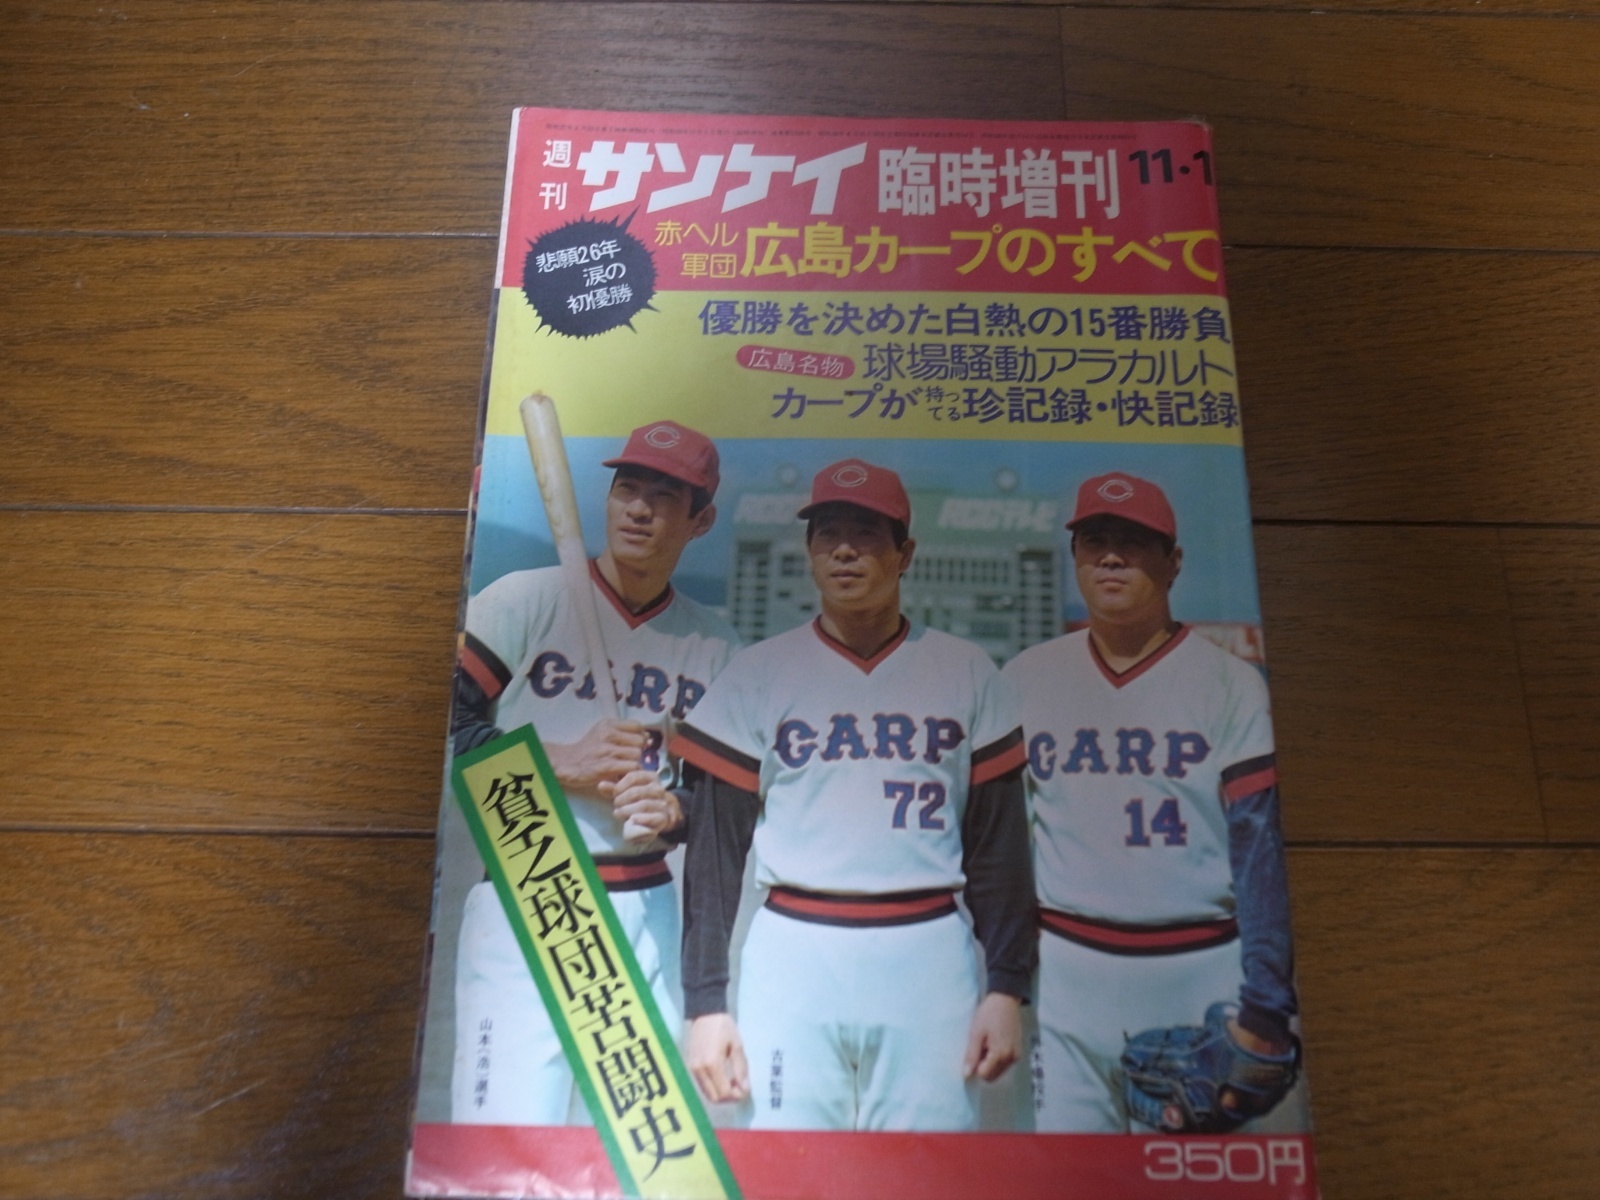 週刊 サンケイ 臨時増刊 11・1
悲願26年
涙の
初優勝
赤ヘル軍団 広島カープのすべて
優勝を決めた白熱の15番勝負
広島名物 球場騒動アラカルト
カープが持ってる珍記録・快記録
C
C
C
CARP
CARP
72
CARP
14
貧乏球団苦闘史
山本(浩)選手
古葉監督
350円